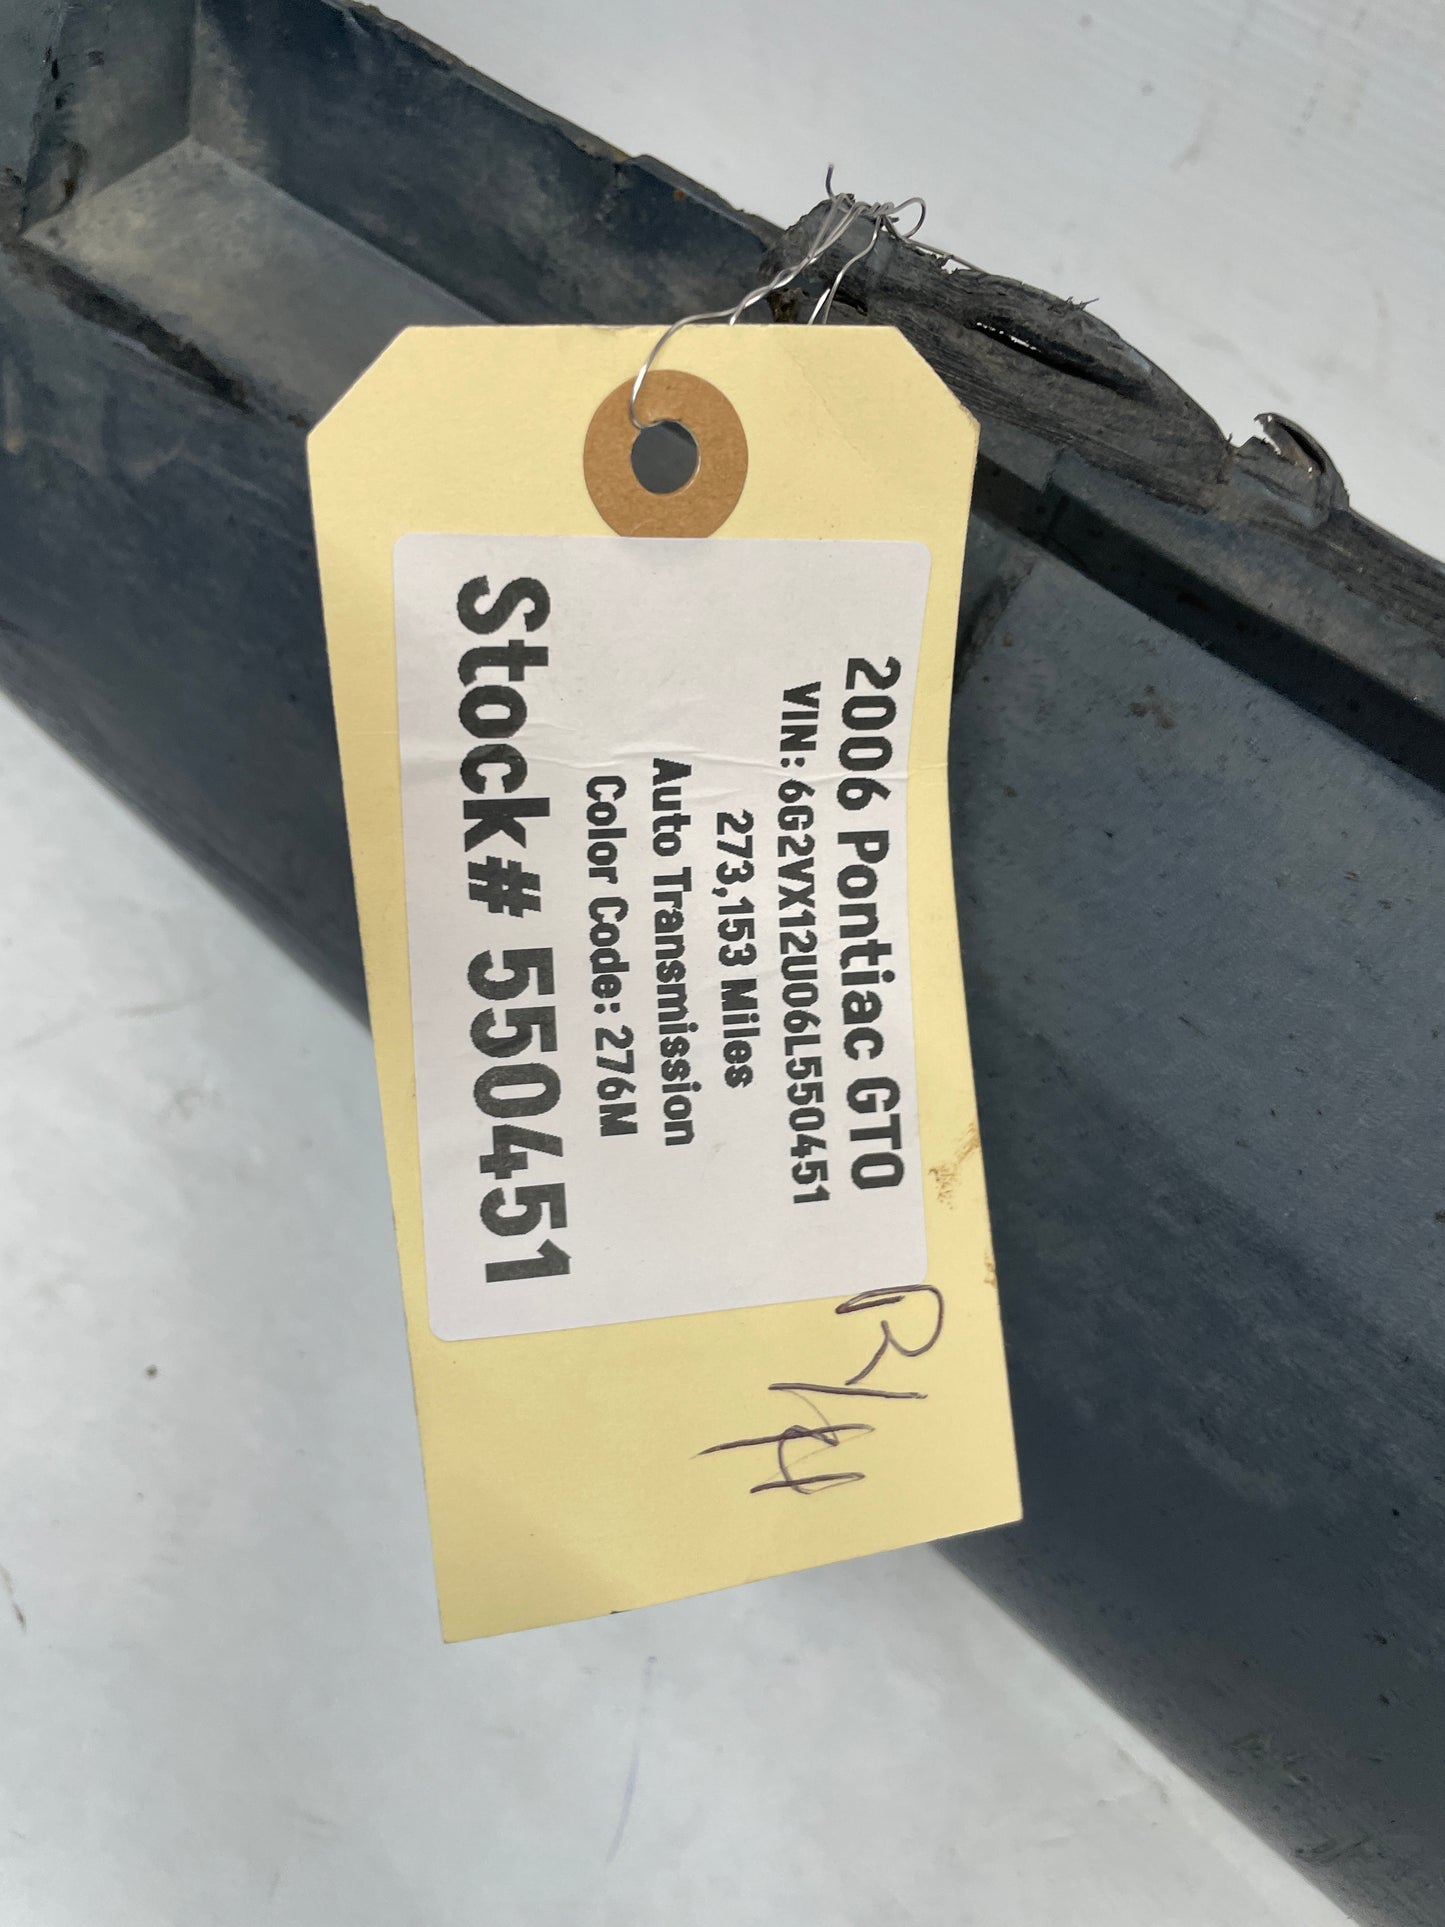 2006 Pontiac GTO
VIN: 6G2VX12U06L550451
273,153 Miles
Auto Transmission
Color Code: 276M
Stock# 550451
R/H